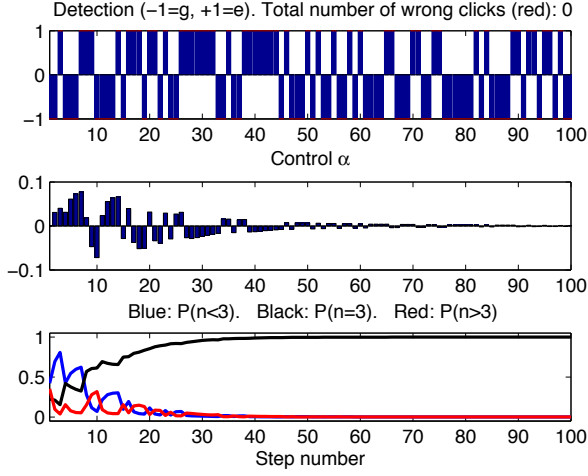 Detection (−1=g, +1=e). Total number of wrong clicks (red): 0
1
0
−1
10 20 30 40 50 60 70 80 90 100
Control α
0.1
0
−0.1
10 20 30 40 50 60 70 80 90 100
Blue: P(n<3). Black: P(n=3). Red: P(n>3)
1
0.5
0
10 20 30 40 50 60 70 80 90 100
Step number